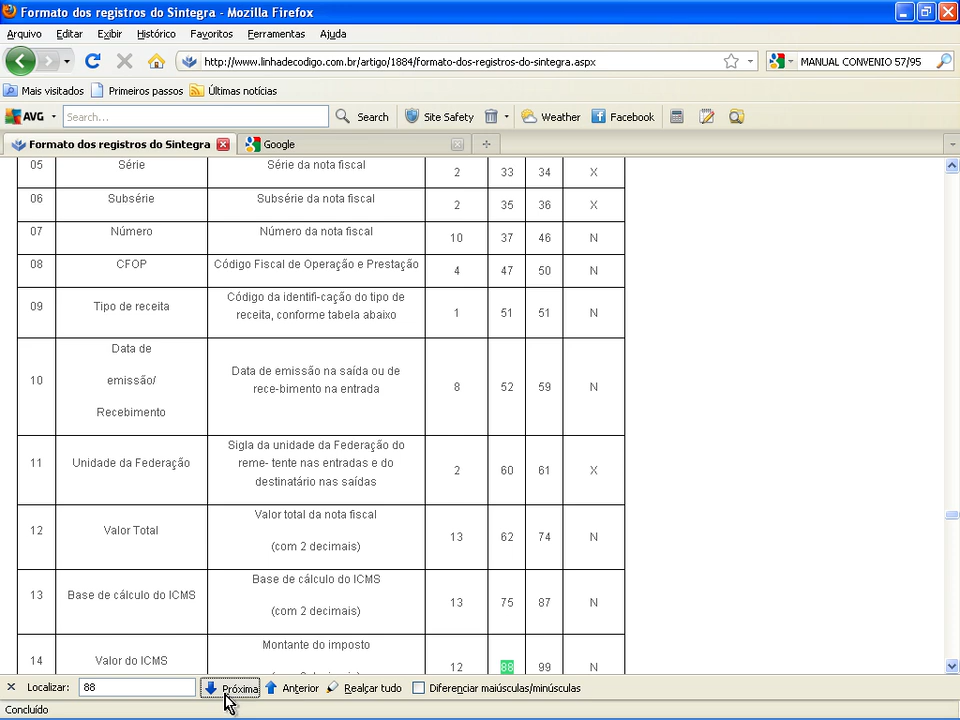 Formato dos registros do Sintegra - Mozilla Firefox
Arquivo Editar Exibir Histórico Favoritos Ferramentas Ajuda
http://www.linhadecodigo.com.br/artigo/1884/formato-dos-registros-do-sintegra.aspx MANUAL CONVENIO 57/95
Mais visitados Primeiros passos Últimas notícias
AVG Search... Search Site Safety Weather Facebook
Formato dos registros do Sintegra Google
05 Série Série da nota fiscal 2 33 34 X
06 Subsérie Subsérie da nota fiscal 2 35 36 X
07 Número Número da nota fiscal 10 37 46 N
08 CFOP Código Fiscal de Operação e Prestação 4 47 50 N
09 Tipo de receita Código da identifi-cação do tipo de
receita, conforme tabela abaixo 1 51 51 N
10 Data de
emissão/
Recebimento Data de emissão na saída ou de
rece-bimento na entrada 8 52 59 N
11 Unidade da Federação Sigla da unidade da Federação do
reme- tente nas entradas e do
destinatário nas saídas 2 60 61 X
12 Valor Total Valor total da nota fiscal
(com 2 decimais) 13 62 74 N
13 Base de cálculo do ICMS Base de cálculo do ICMS
(com 2 decimais) 13 75 87 N
14 Valor do ICMS Montante do imposto
12 88 99 N
Localizar: 88 Próxima Anterior Realçar tudo Diferenciar maiúsculas/minúsculas
Concluído